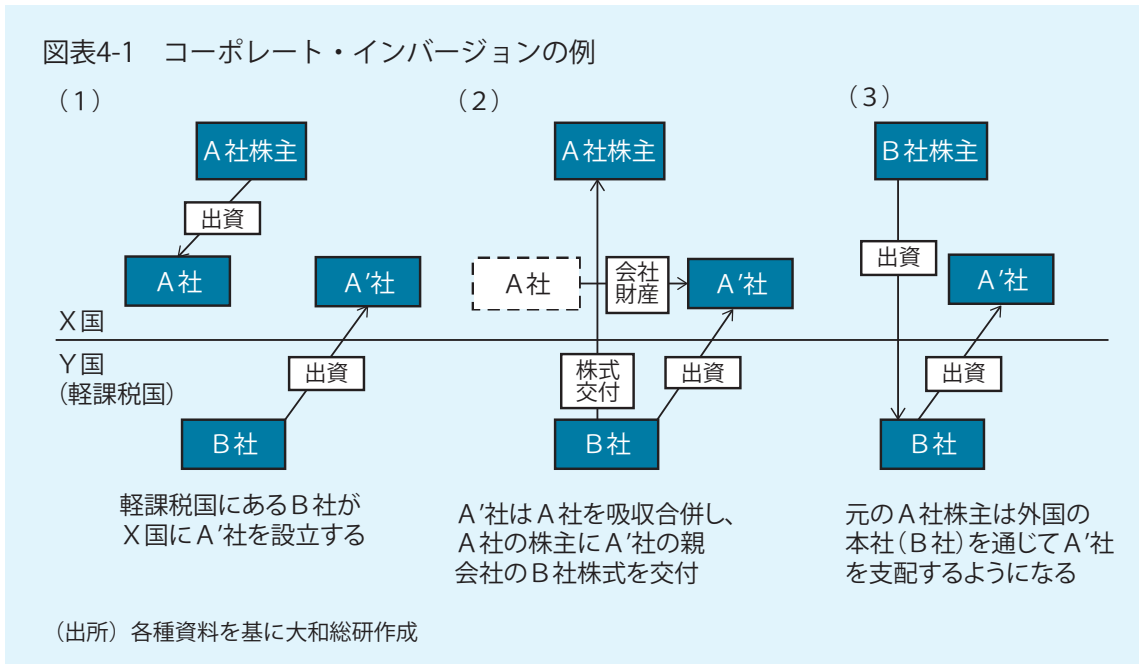 図表4-1　コーポレート・インバージョンの例
（1）
A社株主
出資
A社
A′社
X国
Y国
（軽課税国）
出資
B社
軽課税国にあるB社が
X国にA′社を設立する
（2）
A社株主
A社
会社
財産
A′社
株式
交付
出資
B社
A′社はA社を吸収合併し、
A社の株主にA′社の親
会社のB社株式を交付
（3）
B社株主
出資
A′社
出資
B社
元のA社株主は外国の
本社（B社）を通じてA′社
を支配するようになる
（出所）各種資料を基に大和総研作成